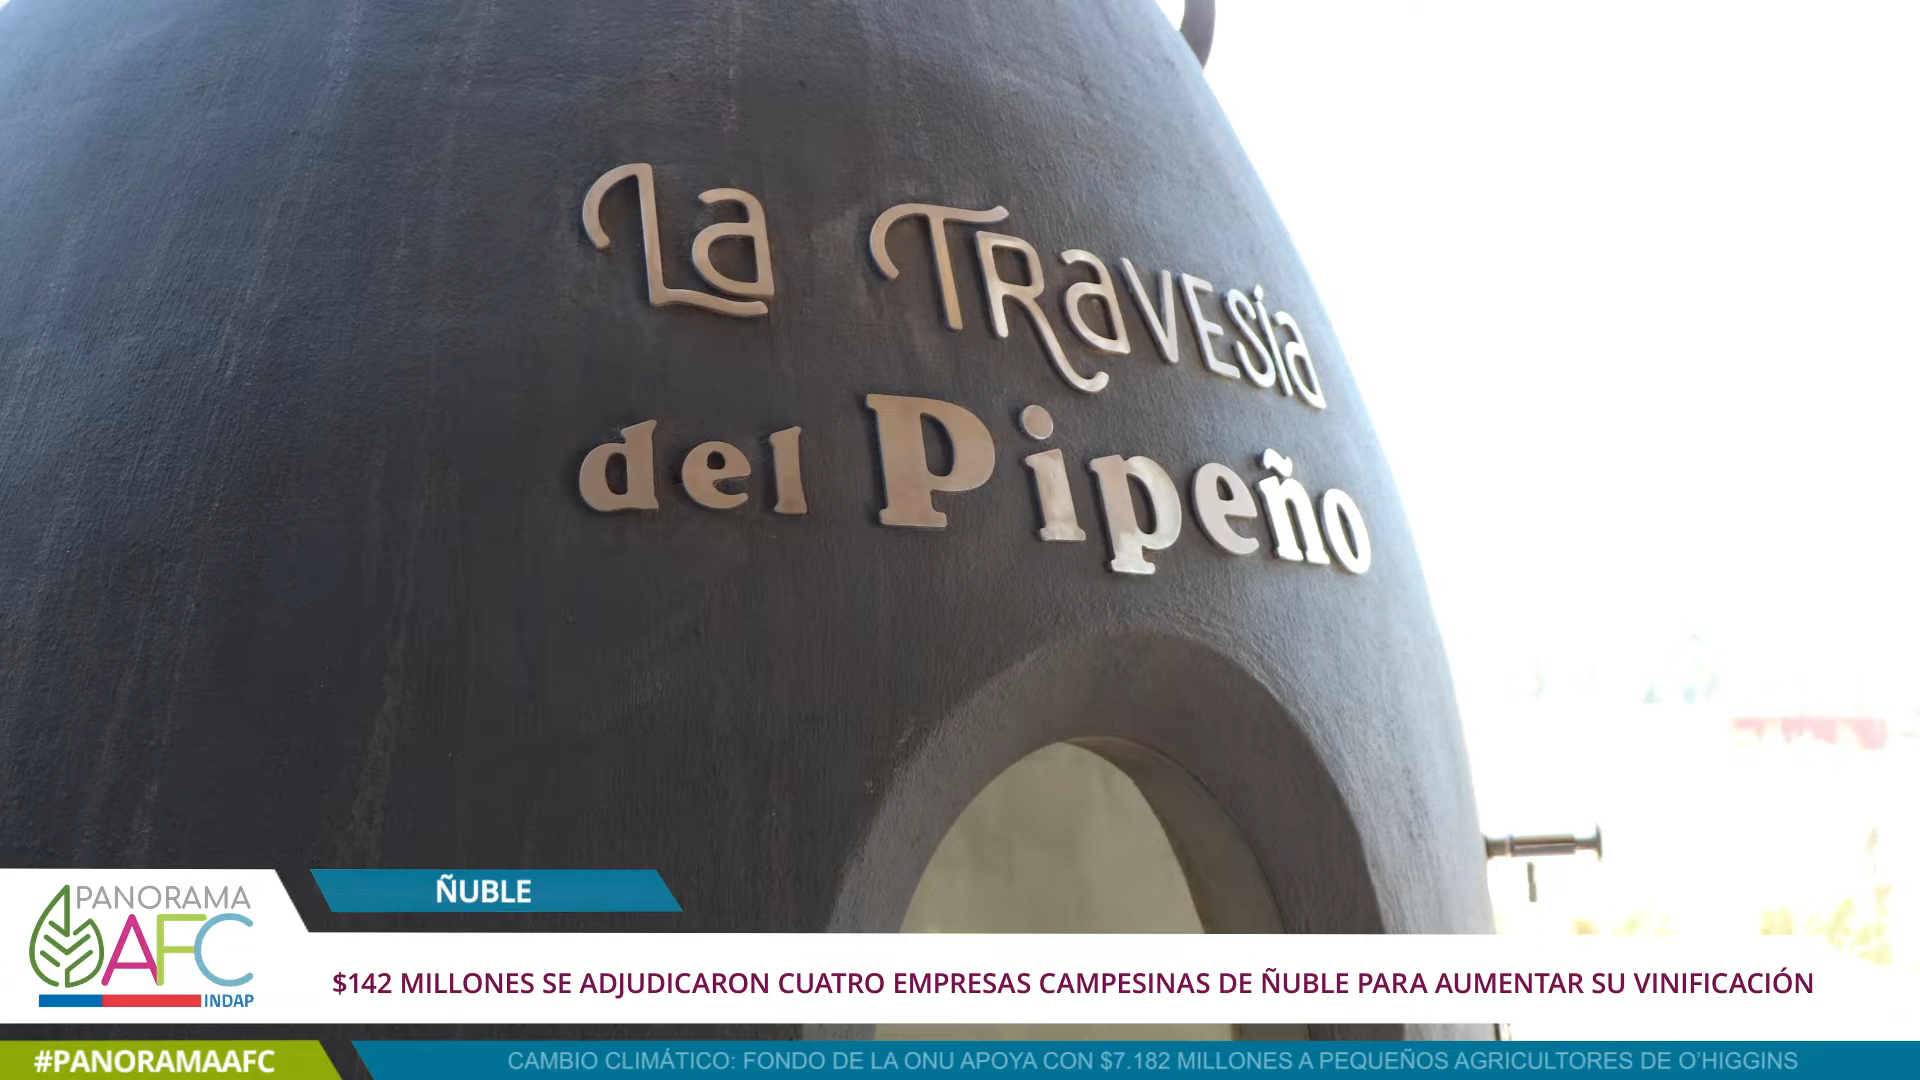 La TRaVESía
del Pipeño
ÑUBLE
PANORAMA
AFC
INDAP
$142 MILLONES SE ADJUDICARON CUATRO EMPRESAS CAMPESINAS DE ÑUBLE PARA AUMENTAR SU VINIFICACIÓN
#PANORAMAAFC
CAMBIO CLIMÁTICO: FONDO DE LA ONU APOYA CON $7.182 MILLONES A PEQUEÑOS AGRICULTORES DE O’HIGGINS